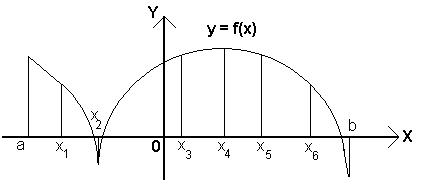 Y
y = f(x)
x₂
b
X
a
x₁
0
x₃
x₄
x₅
x₆